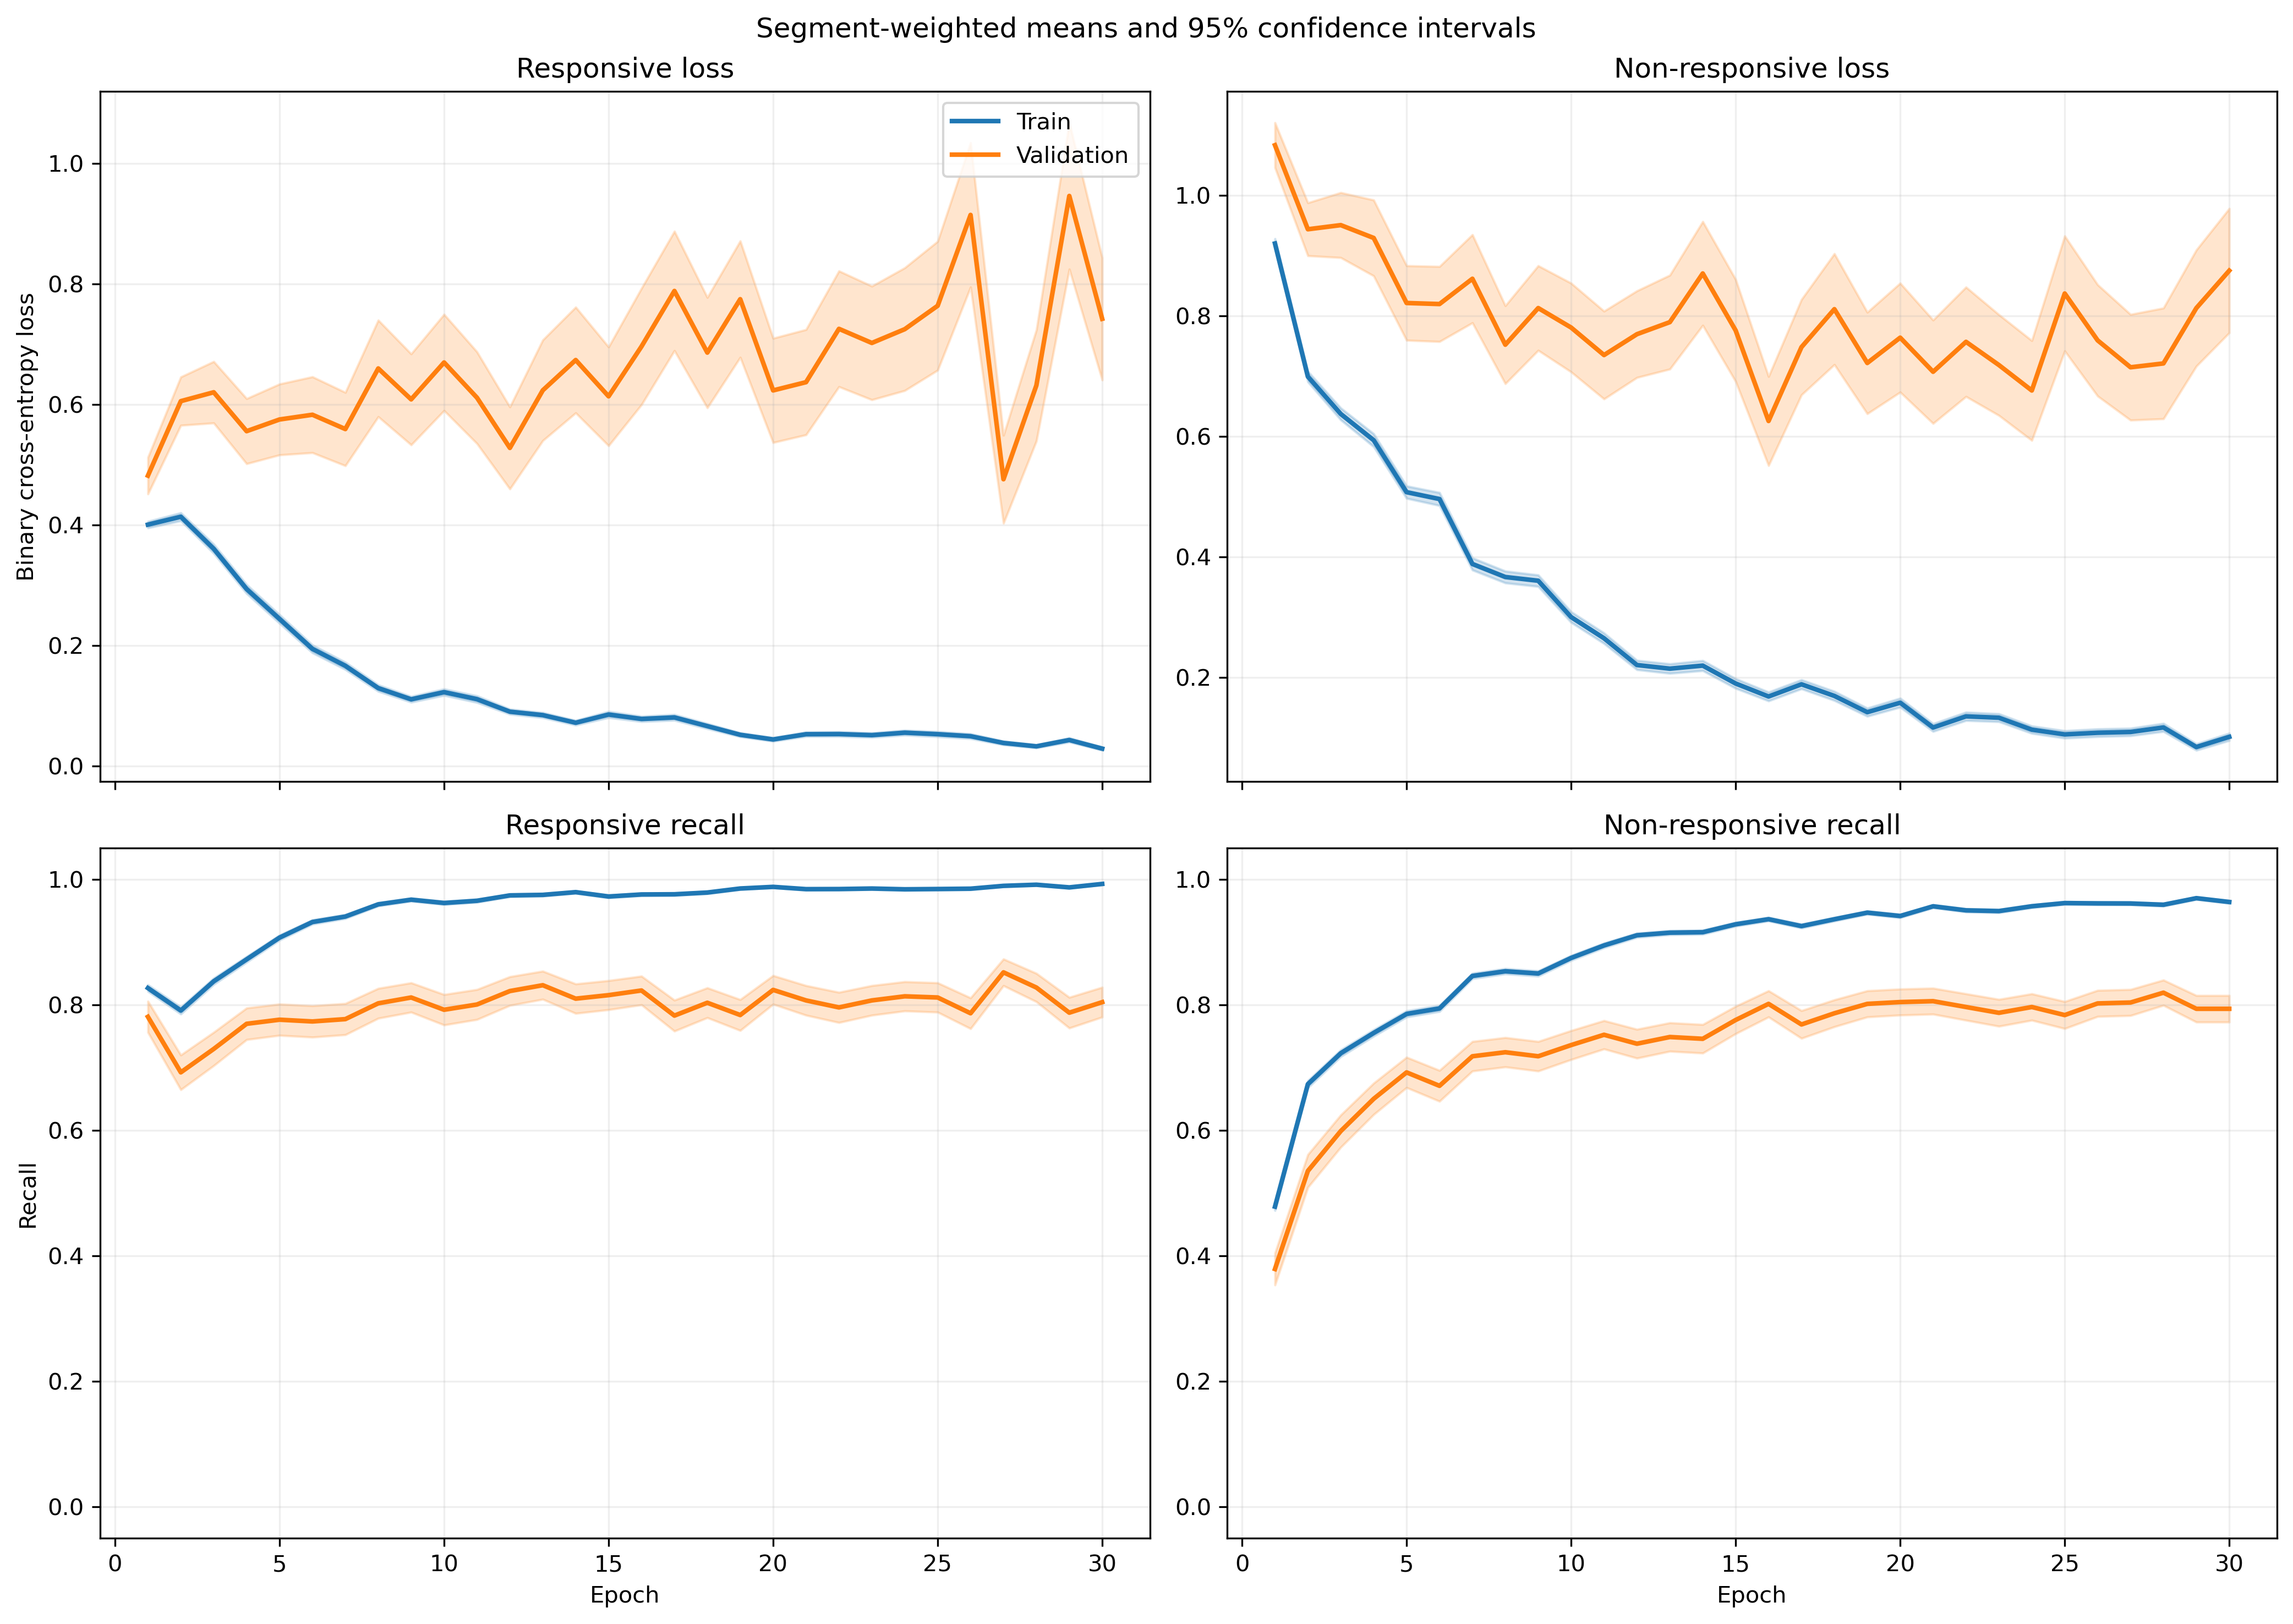 Segment-weighted means and 95% confidence intervals
Responsive loss
Non-responsive loss
Train
Validation
Binary cross-entropy loss
1.0
0.8
0.6
0.4
0.2
0.0
1.0
0.8
0.6
0.4
0.2
Responsive recall
Non-responsive recall
Recall
1.0
0.8
0.6
0.4
0.2
0.0
1.0
0.8
0.6
0.4
0.2
0.0
0 5 10 15 20 25 30
0 5 10 15 20 25 30
Epoch
Epoch